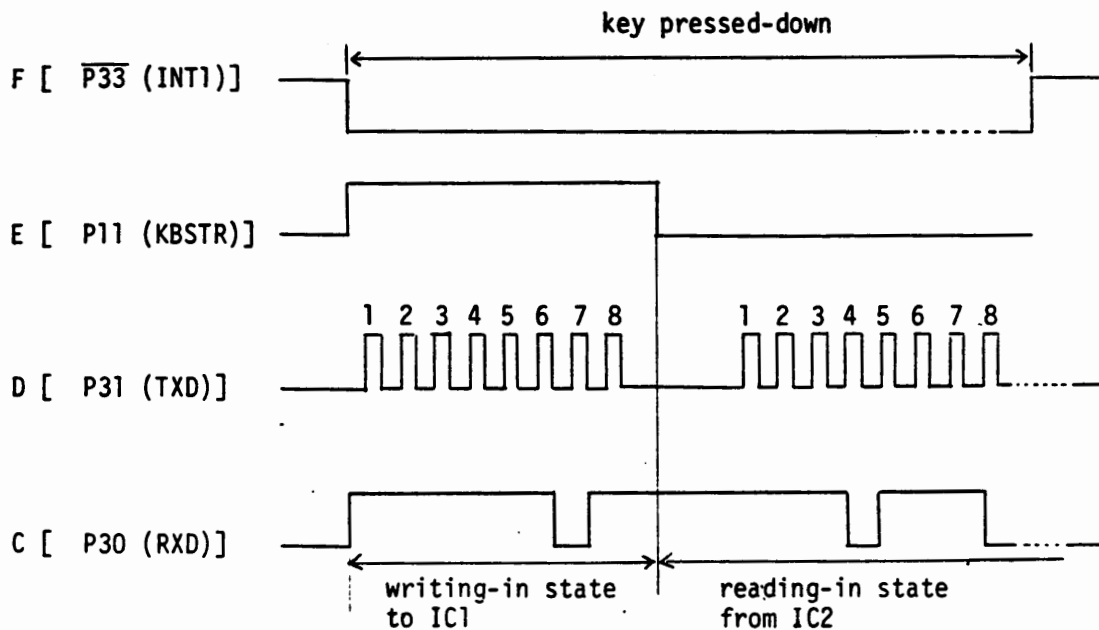 key pressed-down
F [ P33 (INT1)]
E [ P11 (KBSTR)]
1 2 3 4 5 6 7 8 1 2 3 4 5 6 7 8
D [ P31 (TXD)]
C [ P30 (RXD)]
writing-in state
to IC1
reading-in state
from IC2